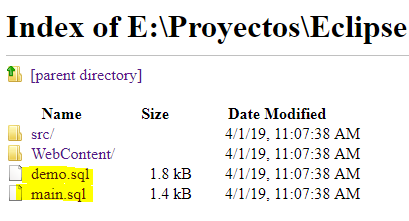 Index of E:\Proyectos\Eclipse
[parent directory]
Name Size Date Modified
src/ 4/1/19, 11:07:38 AM
WebContent/ 4/1/19, 11:07:38 AM
demo.sql 1.8 kB 4/1/19, 11:07:38 AM
main.sql 1.4 kB 4/1/19, 11:07:38 AM